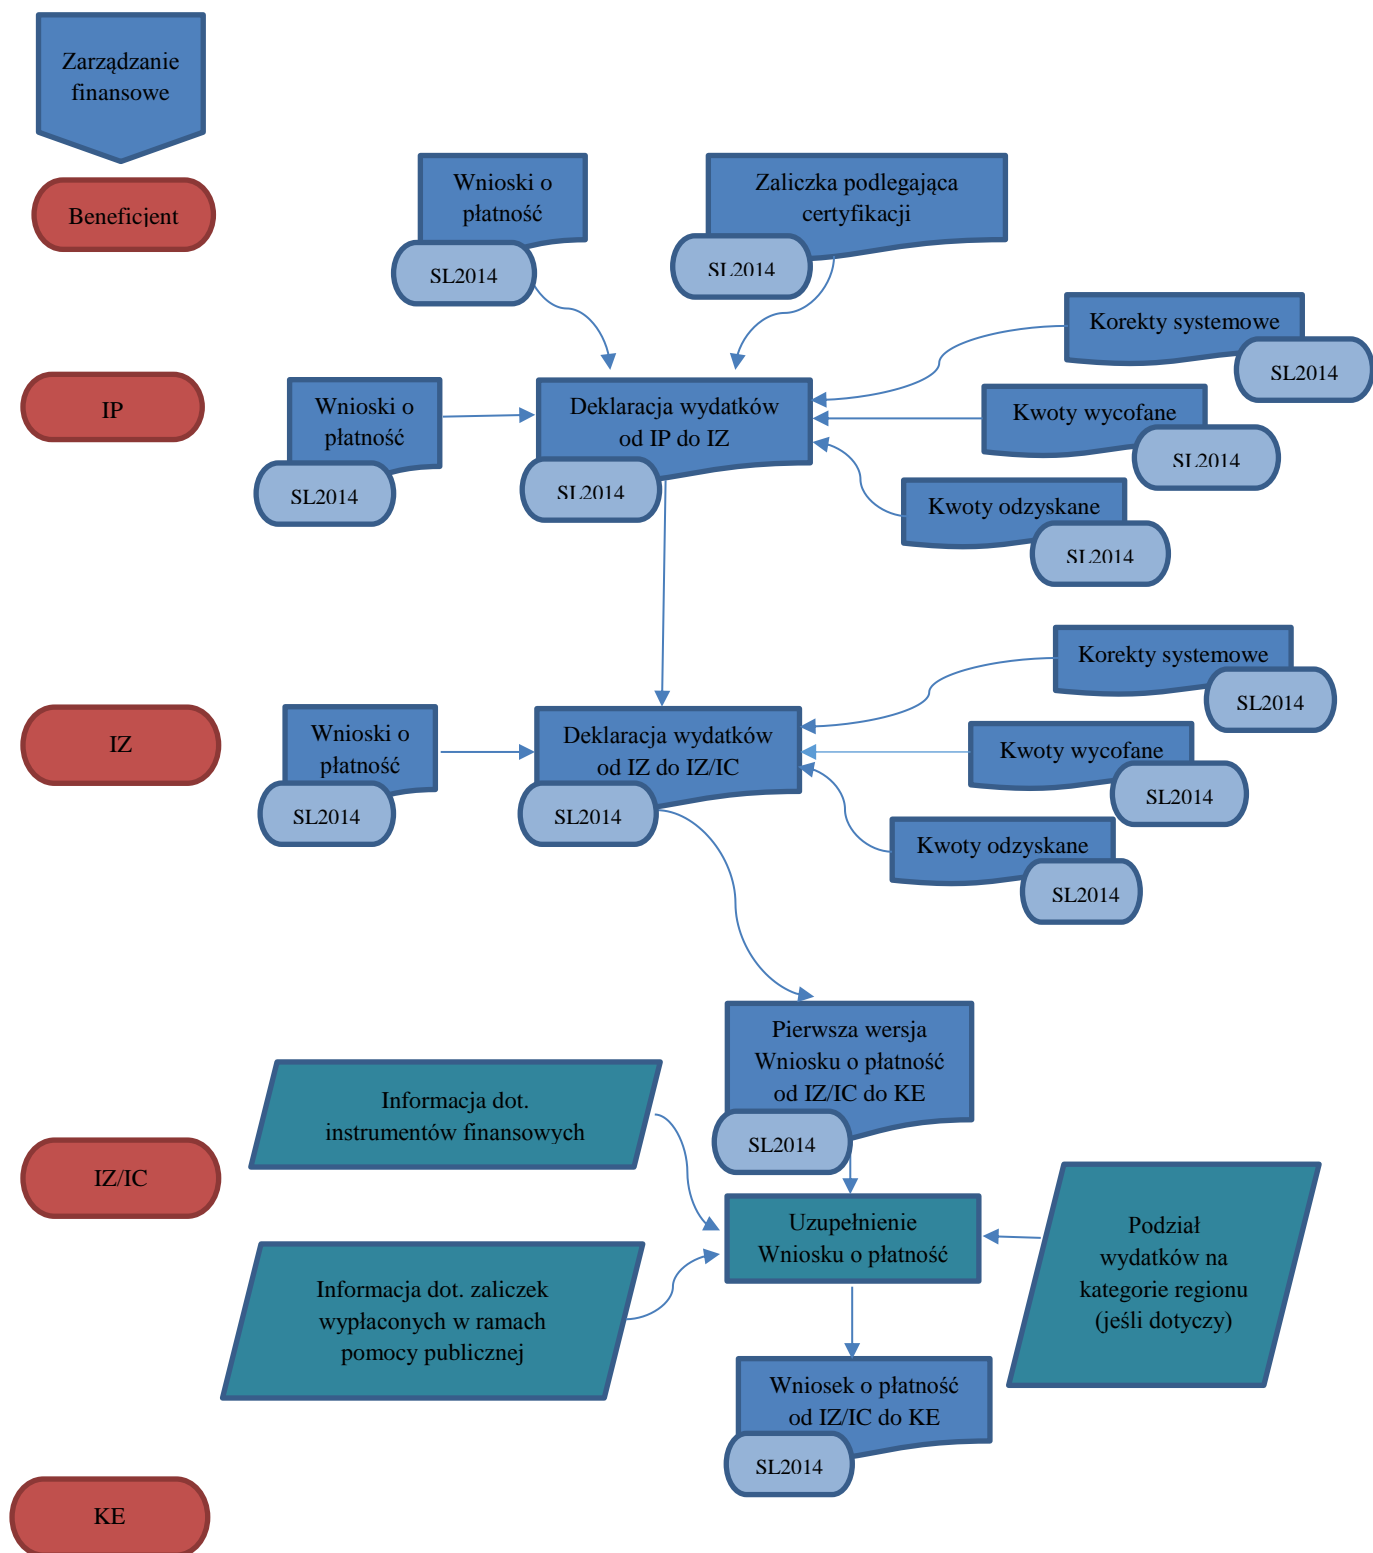 Zarządzanie
finansowe
Beneficjent
Wnioski o
płatność
SL2014
Zaliczka podlegająca
certyfikacji
SL2014
Korekty systemowe
SL2014
IP
Wnioski o
płatność
SL2014
Deklaracja wydatków
od IP do IZ
SL2014
Kwoty wycofane
SL2014
Kwoty odzyskane
SL2014
Korekty systemowe
SL2014
IZ
Wnioski o
płatność
SL2014
Deklaracja wydatków
od IZ do IZ/IC
SL2014
Kwoty wycofane
SL2014
Kwoty odzyskane
SL2014
Pierwsza wersja
Wniosku o płatność
od IZ/IC do KE
SL2014
Informacja dot.
instrumentów finansowych
IZ/IC
Uzupełnienie
Wniosku o płatność
Podział
wydatków na
kategorie regionu
(jeśli dotyczy)
Informacja dot. zaliczek
wypłaconych w ramach
pomocy publicznej
Wniosek o płatność
od IZ/IC do KE
SL2014
KE